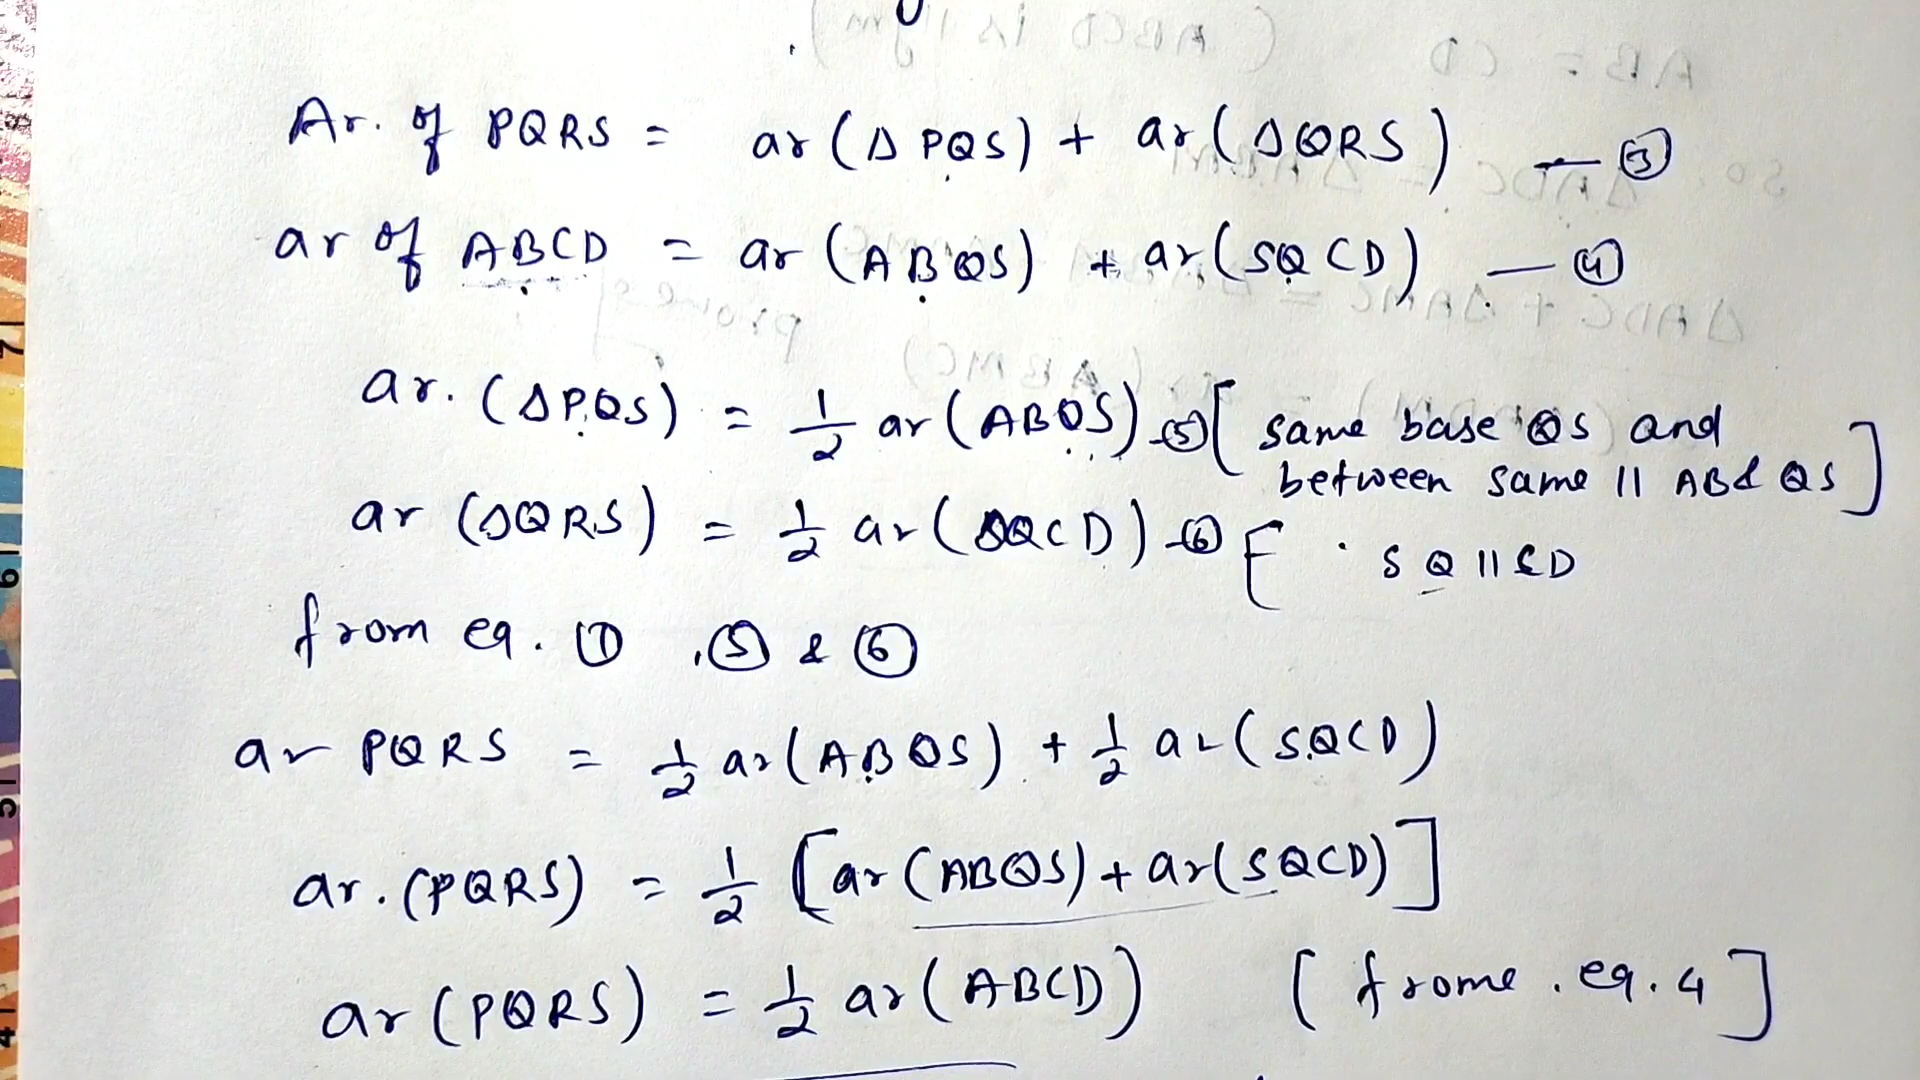 Ar. of PQRS = ar (Δ PQS) + ar (ΔQRS) — ③
ar of ABCD = ar (ABQS) + ar (SQCD) — ④
ar. (ΔPQS) = 1/2 ar (ABQS) -⑤ [ same base QS and
between same || AB & QS ]
ar (ΔQRS) = 1/2 ar (SQCD) -⑥ [ SQ || CD
from eq. ① , ⑤ & ⑥
ar PQRS = 1/2 ar (ABQS) + 1/2 ar (SQCD)
ar. (PQRS) = 1/2 [ar (ABQS) + ar (SQCD)]
ar (PQRS) = 1/2 ar (ABCD) [ frome . eq. 4 ]